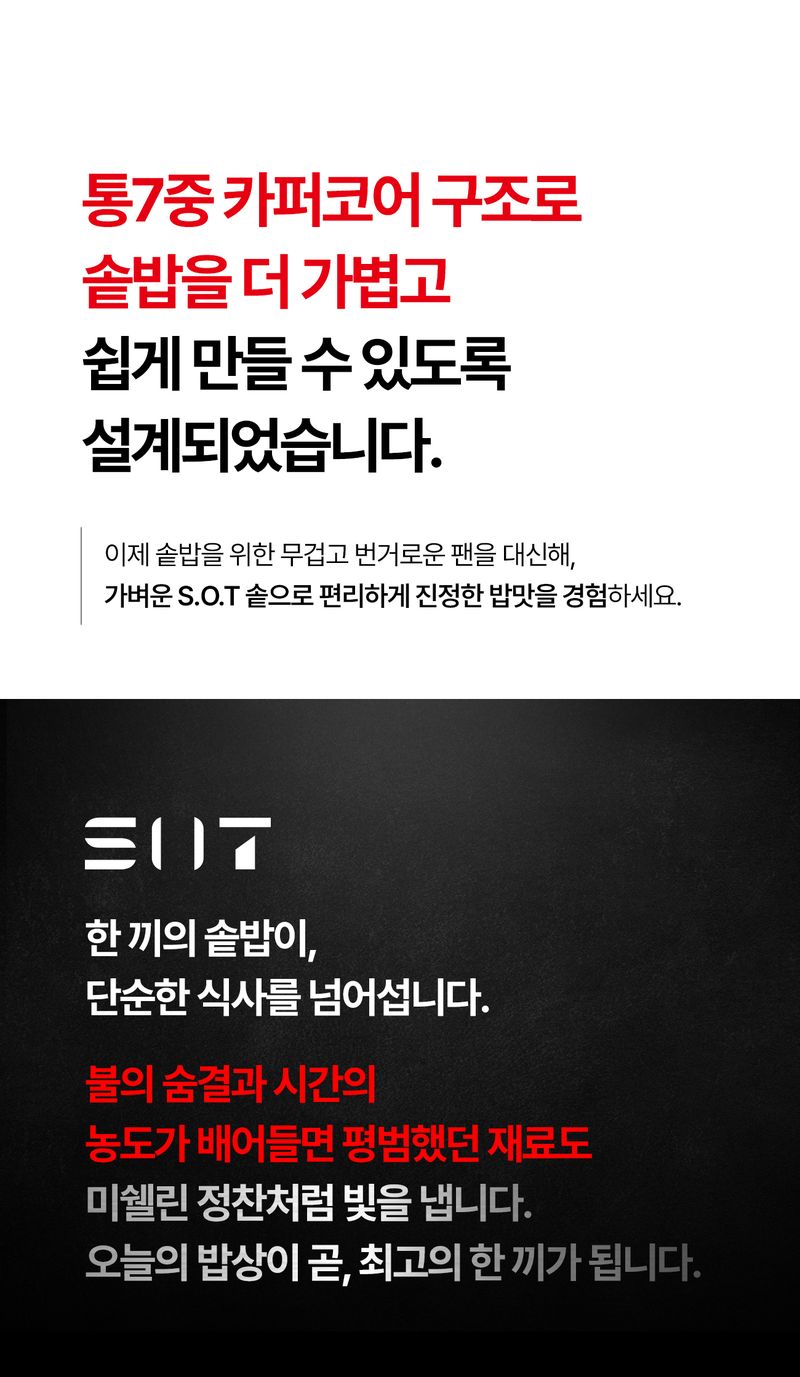 통7중 카퍼코어 구조로
솥밥을 더 가볍고
쉽게 만들 수 있도록
설계되었습니다.
이제 솥밥을 위한 무겁고 번거로운 팬을 대신해,
가벼운 S.O.T 솥으로 편리하게 진정한 밥맛을 경험하세요.
SOT
한 끼의 솥밥이,
단순한 식사를 넘어섭니다.
불의 숨결과 시간의
농도가 배어들면 평범했던 재료도
미쉘린 정찬처럼 빛을 냅니다.
오늘의 밥상이 곧, 최고의 한 끼가 됩니다.